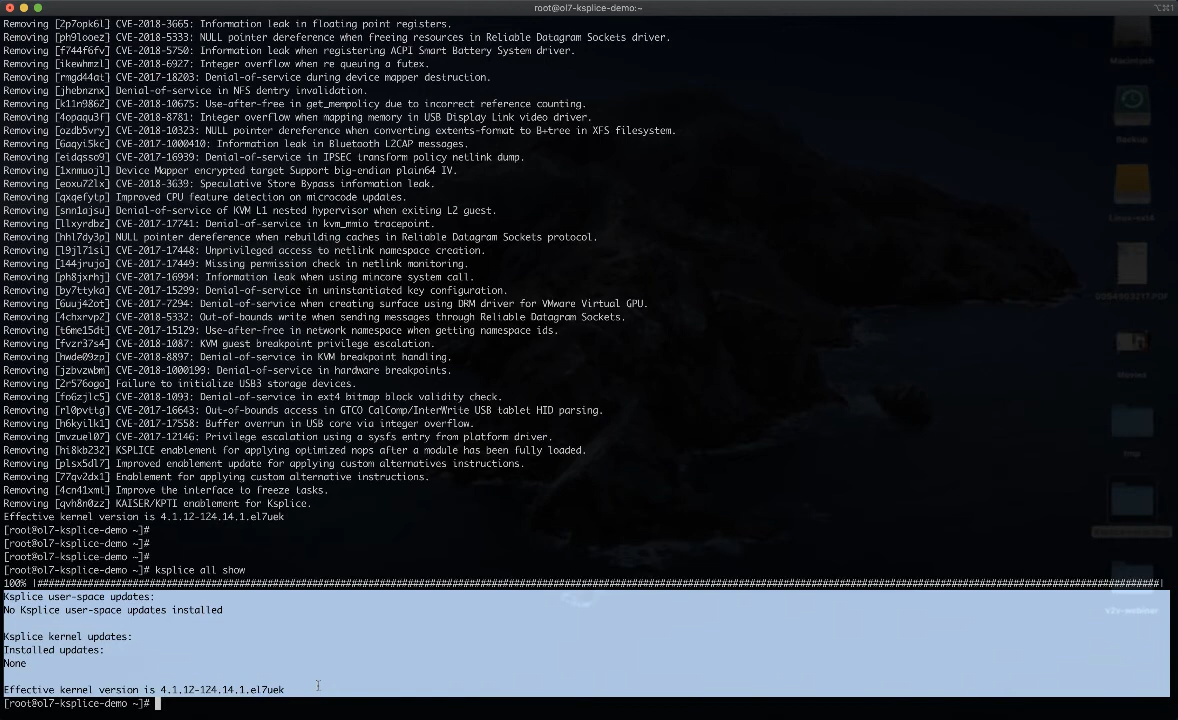 root@ol7-ksplice-demo:~
Removing [2p7opk6l] CVE-2018-3665: Information leak in floating point registers.
Removing [ph9looez] CVE-2018-5333: NULL pointer dereference when freeing resources in Reliable Datagram Sockets driver.
Removing [f744f6fv] CVE-2018-5750: Information leak when registering ACPI Smart Battery System driver.
Removing [ikewhmzl] CVE-2018-6927: Integer overflow when re queuing a futex.
Removing [rmgd44at] CVE-2017-18203: Denial-of-service during device mapper destruction.
Removing [jhebnznx] Denial-of-service in NFS dentry invalidation.
Removing [k11n9862] CVE-2018-10675: Use-after-free in get_mempolicy due to incorrect reference counting.
Removing [4opaqu3f] CVE-2018-8781: Integer overflow when mapping memory in USB Display Link video driver.
Removing [ozdb5vry] CVE-2018-10323: NULL pointer dereference when converting extents-format to B+tree in XFS filesystem.
Removing [6aqyi5kc] CVE-2017-1000410: Information leak in Bluetooth L2CAP messages.
Removing [eidqsso9] CVE-2017-16939: Denial-of-service in IPSEC transform policy netlink dump.
Removing [1xnmuojl] Device Mapper encrypted target Support big-endian plain64 IV.
Removing [eoxu72lx] CVE-2018-3639: Speculative Store Bypass information leak.
Removing [qxqefytp] Improved CPU feature detection on microcode updates.
Removing [snn1ajsu] Denial-of-service of KVM L1 nested hypervisor when exiting L2 guest.
Removing [llxyrdbz] CVE-2017-17741: Denial-of-service in kvm_mmio tracepoint.
Removing [hhl7dy3p] NULL pointer dereference when rebuilding caches in Reliable Datagram Sockets protocol.
Removing [l9jl71si] CVE-2017-17448: Unprivileged access to netlink namespace creation.
Removing [144jrujo] CVE-2017-17449: Missing permission check in netlink monitoring.
Removing [ph8jxrhj] CVE-2017-16994: Information leak when using mincore system call.
Removing [by7ttyka] CVE-2017-15299: Denial-of-service in uninstantiated key configuration.
Removing [6uuj42ot] CVE-2017-7294: Denial-of-service when creating surface using DRM driver for VMware Virtual GPU.
Removing [4chxrvp2] CVE-2018-5332: Out-of-bounds write when sending messages through Reliable Datagram Sockets.
Removing [t6me15dt] CVE-2017-15129: Use-after-free in network namespace when getting namespace ids.
Removing [fvzr37s4] CVE-2018-1087: KVM guest breakpoint privilege escalation.
Removing [hwde09zp] CVE-2018-8897: Denial-of-service in KVM breakpoint handling.
Removing [jzbvzwbm] CVE-2018-1000199: Denial-of-service in hardware breakpoints.
Removing [2r576ogo] Failure to initialize USB3 storage devices.
Removing [fo6zjlc5] CVE-2018-1093: Denial-of-service in ext4 bitmap block validity check.
Removing [rl0pvttg] CVE-2017-16643: Out-of-bounds access in GTCO CalComp/InterWrite USB tablet HID parsing.
Removing [h6kyilk1] CVE-2017-17558: Buffer overrun in USB core via integer overflow.
Removing [mvzuel07] CVE-2017-12146: Privilege escalation using a sysfs entry from platform driver.
Removing [hi8kb232] KSPLICE enablement for applying optimized nops after a module has been fully loaded.
Removing [plsx5dl7] Improved enablement update for applying custom alternatives instructions.
Removing [77qv2dx1] Enablement for applying custom alternative instructions.
Removing [4cn41xmt] Improve the interface to freeze tasks.
Removing [qvh8n0zz] KAISER/KPTI enablement for Ksplice.
Effective kernel version is 4.1.12-124.14.1.el7uek
[root@ol7-ksplice-demo ~]#
[root@ol7-ksplice-demo ~]#
[root@ol7-ksplice-demo ~]#
[root@ol7-ksplice-demo ~]# ksplice all show
Ksplice user-space updates:
No Ksplice user-space updates installed
Ksplice kernel updates:
Installed updates:
None
Effective kernel version is 4.1.12-124.14.1.el7uek
[root@ol7-ksplice-demo ~]#
Macintosh
Backup
Movies
V2v-webinar